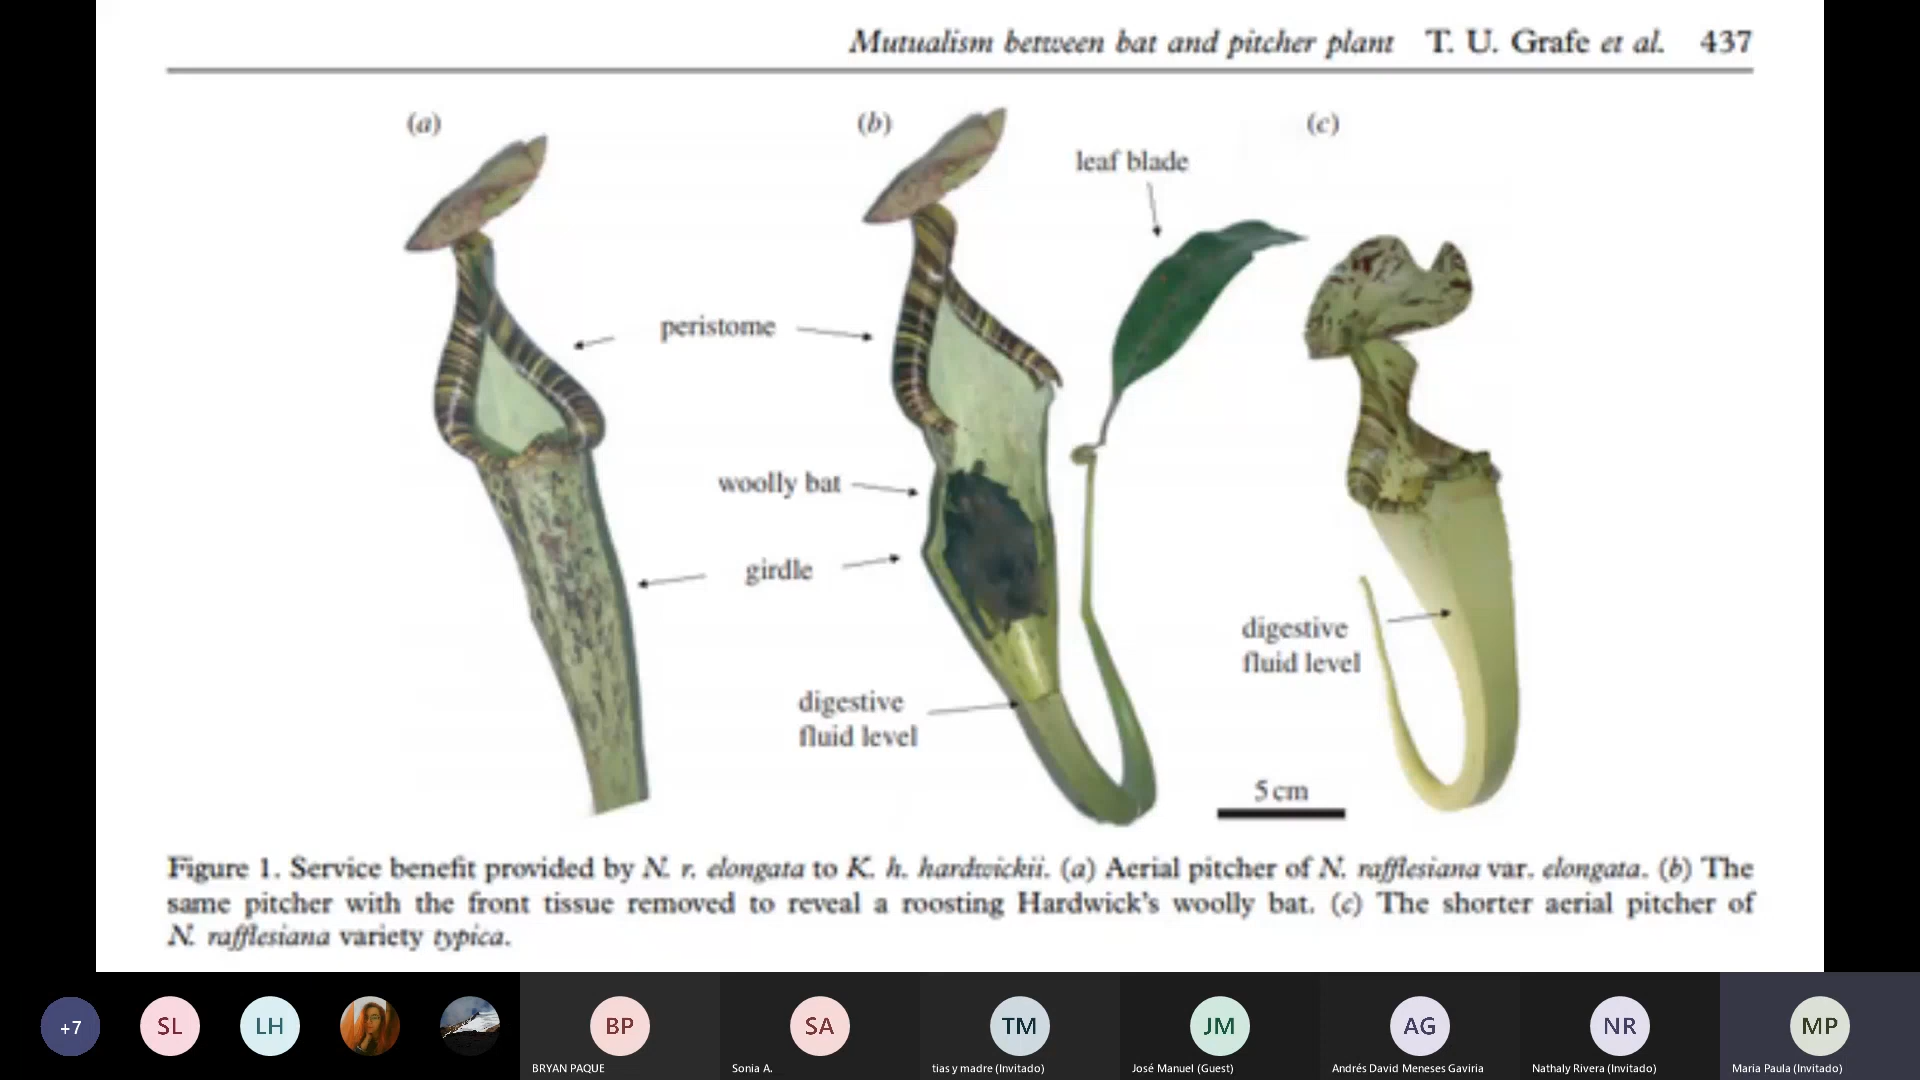 Mutualism between bat and pitcher plant T. U. Grafe et al. 437
(a)
(b)
(c)
leaf blade
peristome
woolly bat
girdle
digestive
fluid level
digestive
fluid level
5 cm
Figure 1. Service benefit provided by N. r. elongata to K. h. hardwickii. (a) Aerial pitcher of N. rafflesiana var. elongata. (b) The
same pitcher with the front tissue removed to reveal a roosting Hardwick's woolly bat. (c) The shorter aerial pitcher of
N. rafflesiana variety typica.
+7
SL
LH
BP
SA
TM
JM
AG
NR
MP
BRYAN PAQUE
Sonia A.
tias y madre (Invitado)
José Manuel (Guest)
Andrés David Meneses Gaviria
Nathaly Rivera (Invitado)
Maria Paula (Invitado)